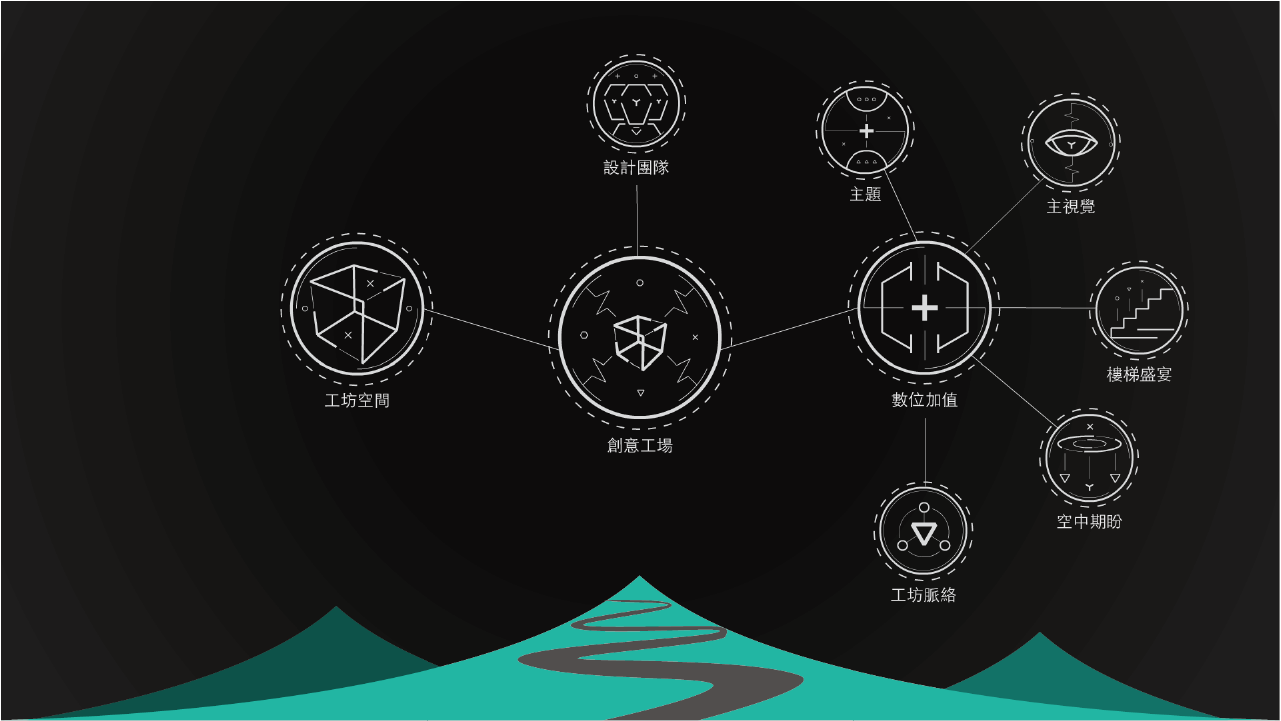 設計團隊
主題
主視覺
工坊空間
創意工場
數位加值
樓梯盛宴
空中期盼
工坊脈絡